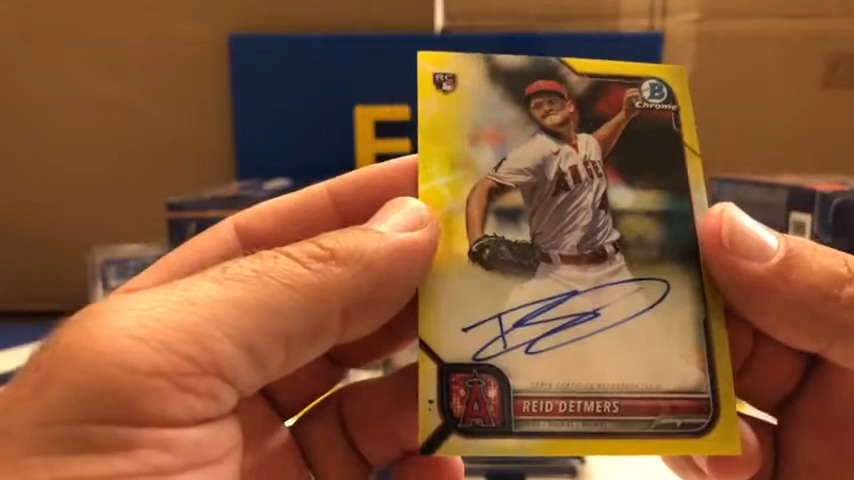 E
RC
B
Chrome
ANGE
TOPPS CERTIFIED AUTOGRAPH ISSUE
A
REID DETMERS